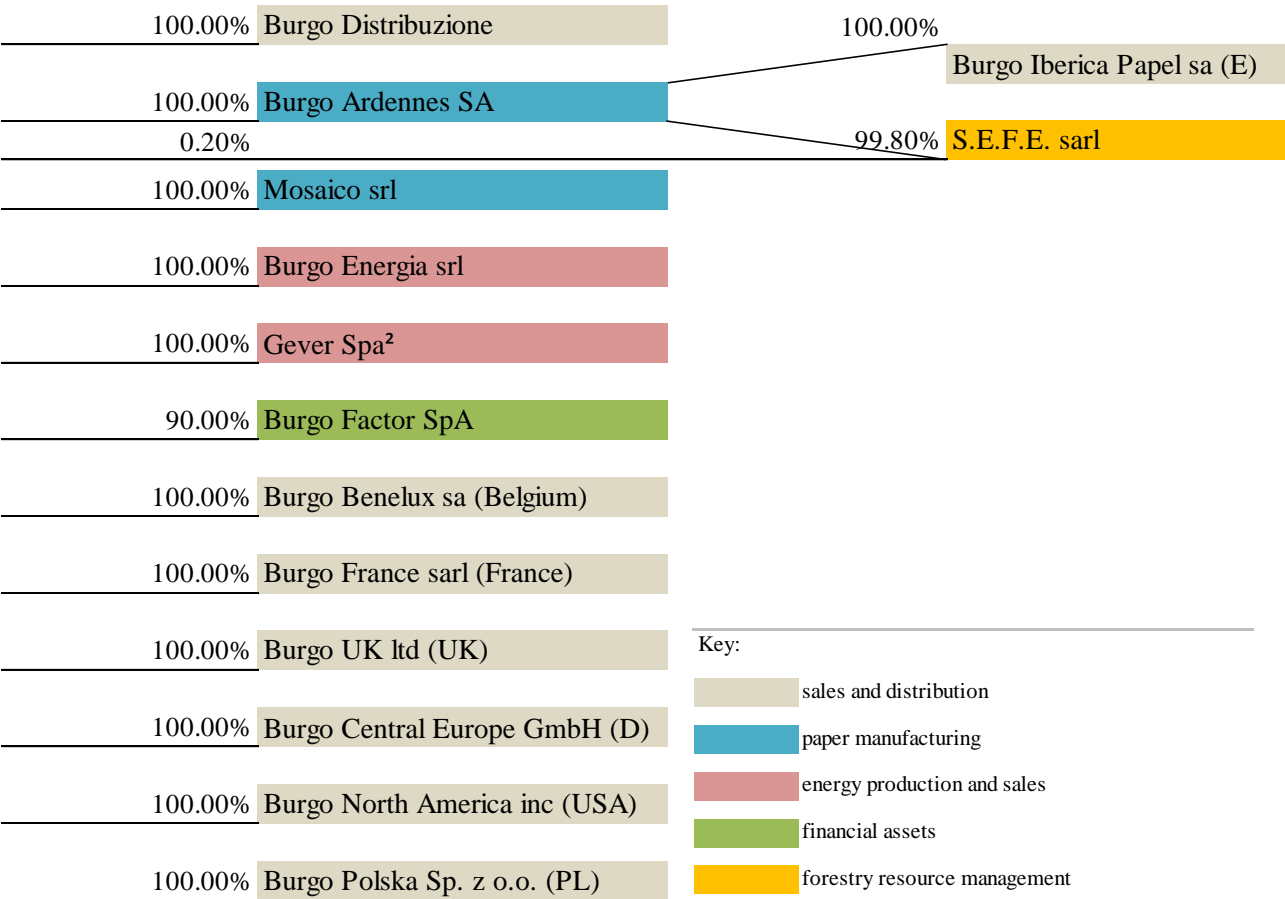 100.00% Burgo Distribuzione
100.00%
Burgo Iberica Papel sa (E)
100.00% Burgo Ardennes SA
0.20%
99.80% S.E.F.E. sarl
100.00% Mosaico srl
100.00% Burgo Energia srl
100.00% Gever Spa²
90.00% Burgo Factor SpA
100.00% Burgo Benelux sa (Belgium)
100.00% Burgo France sarl (France)
100.00% Burgo UK ltd (UK)
100.00% Burgo Central Europe GmbH (D)
100.00% Burgo North America inc (USA)
100.00% Burgo Polska Sp. z o.o. (PL)
Key:
sales and distribution
paper manufacturing
energy production and sales
financial assets
forestry resource management